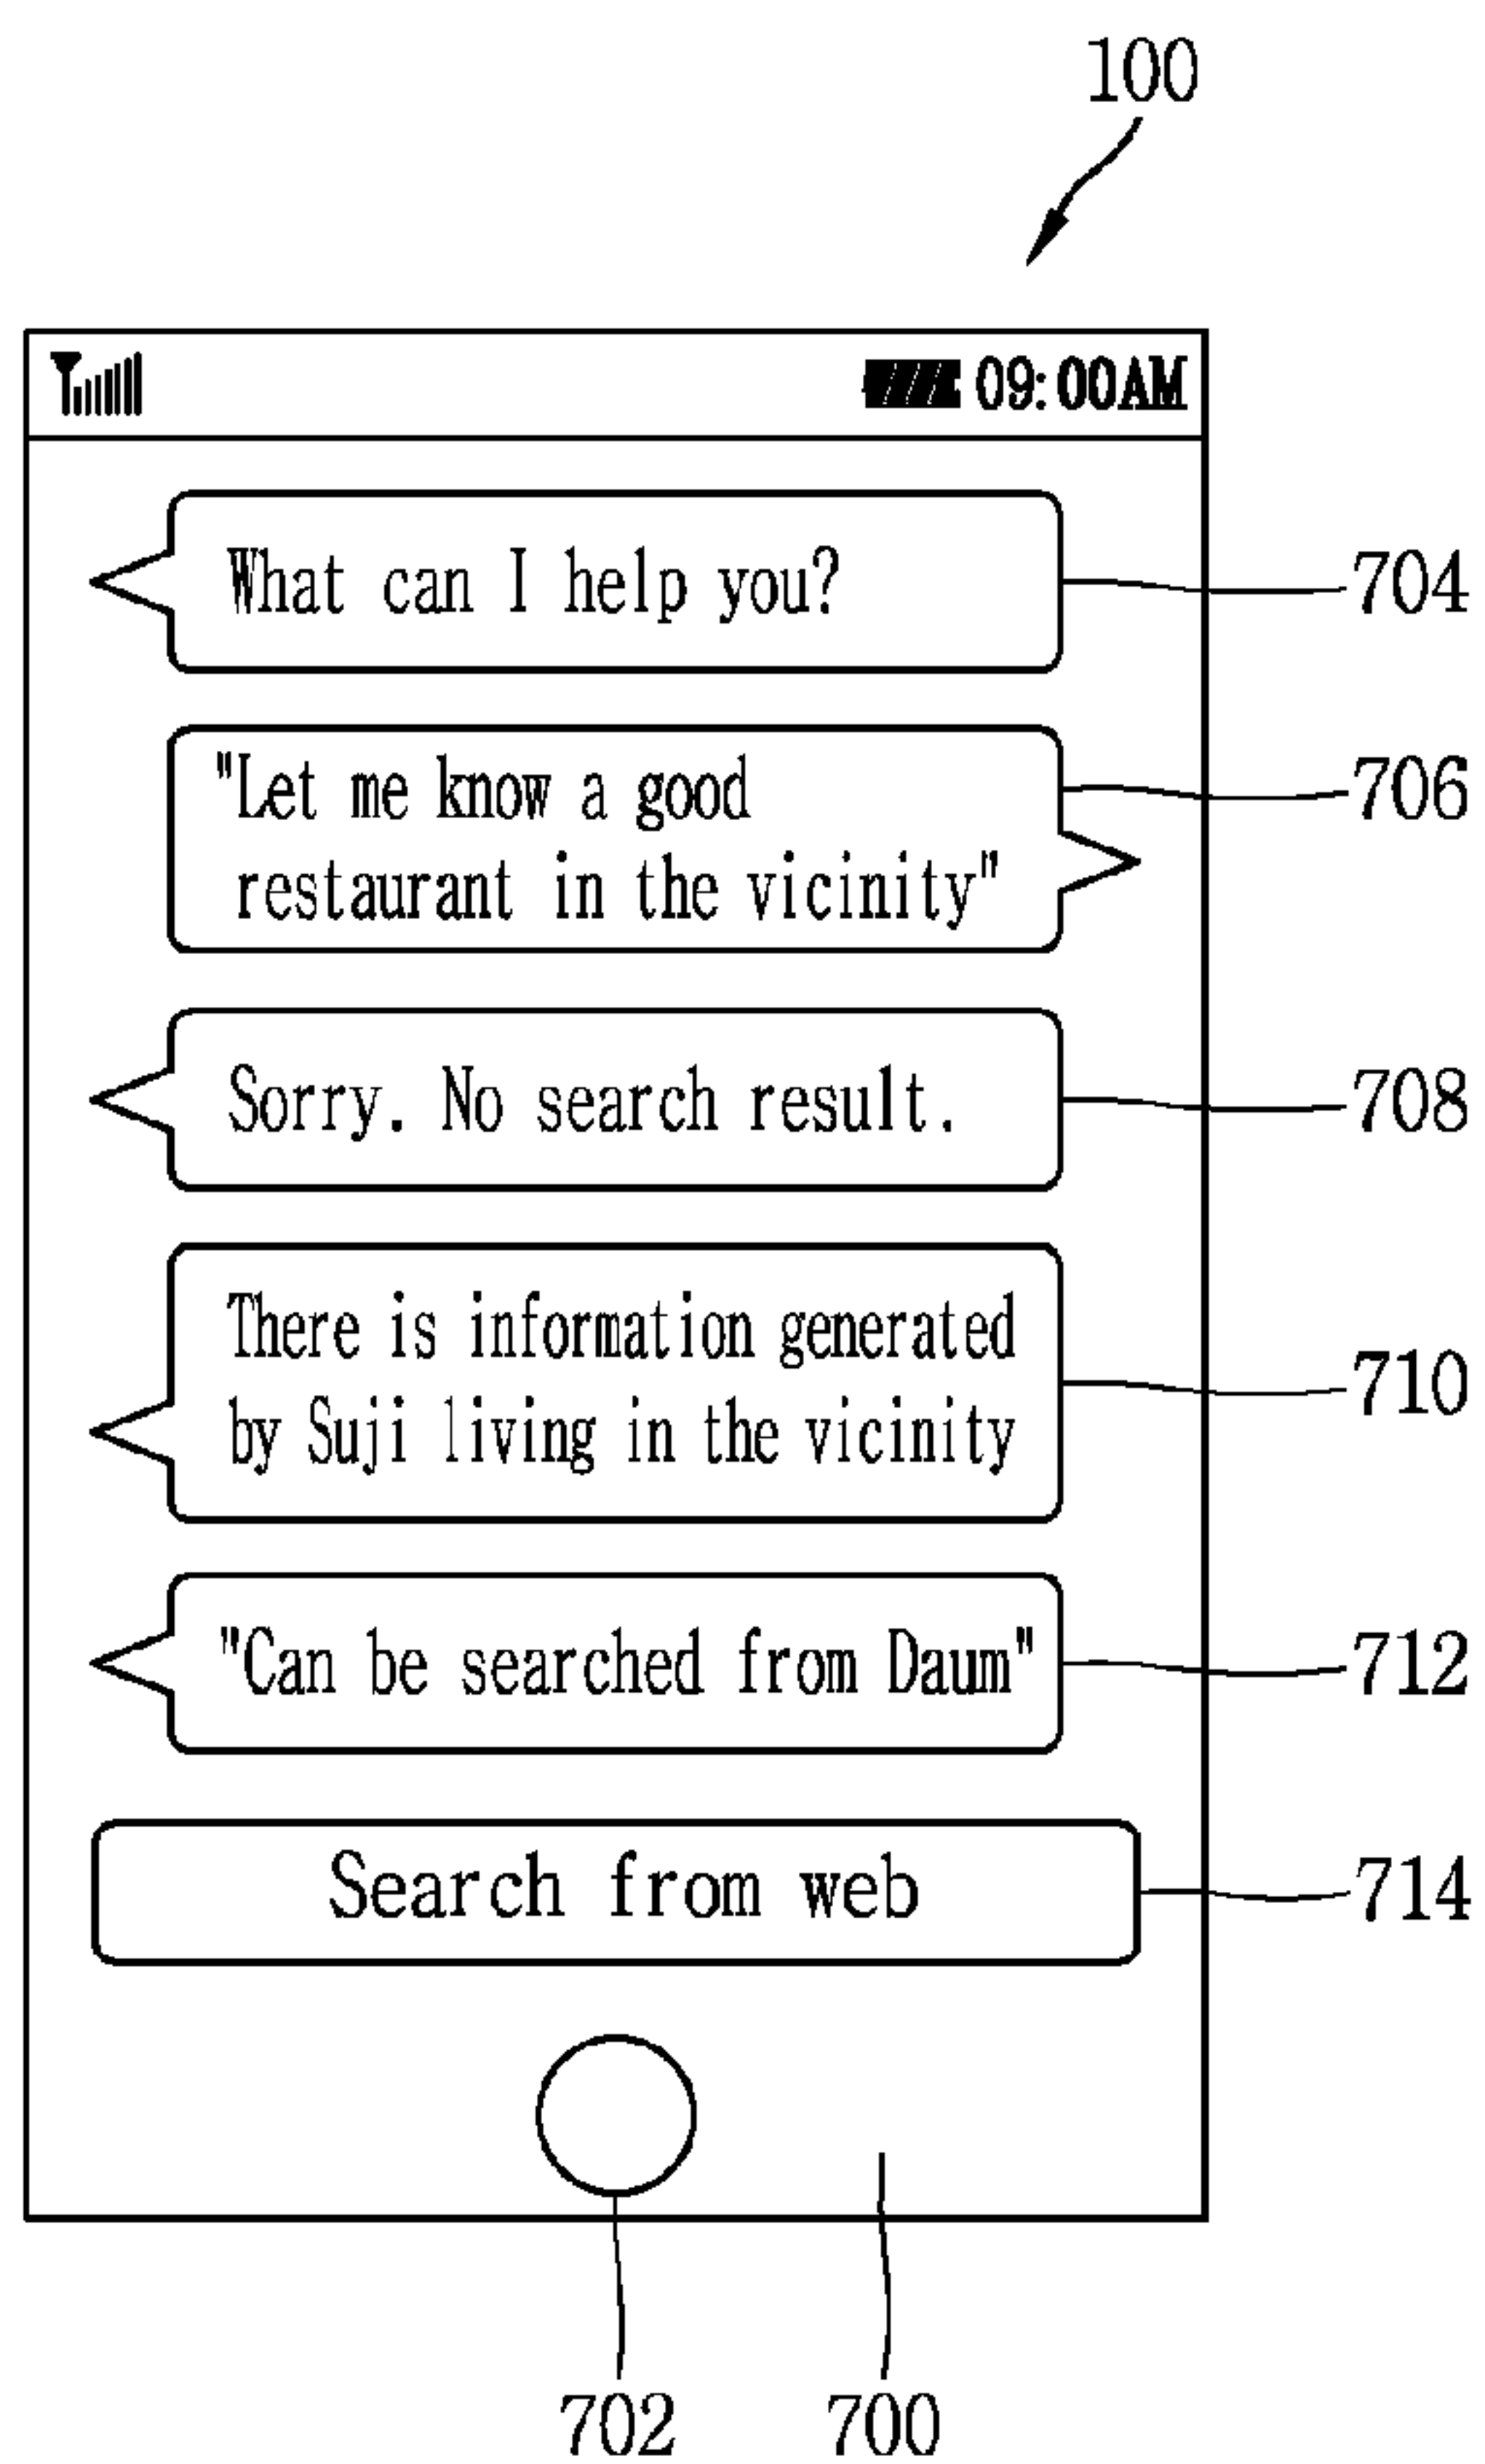 100
09:00AM
What can I help you?
704
"Let me know a good
706
restaurant in the vicinity"
Sorry. No search result.
708
There is information generated
by Suji living in the vicinity
710
"Can be searched from Daum"
712
Search from web
714
702
700